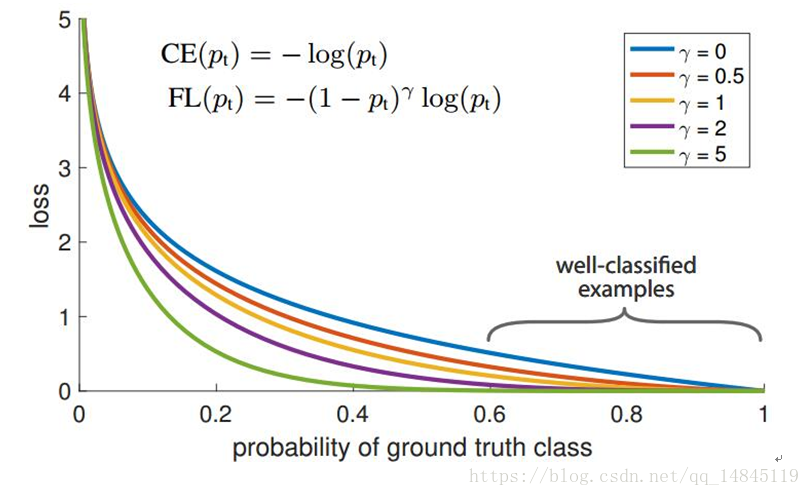 5
4
3
2
1
0
loss
CE(pₜ) = − log(pₜ)
FL(pₜ) = −(1 − pₜ)^γ log(pₜ)
γ = 0
γ = 0.5
γ = 1
γ = 2
γ = 5
well-classified
examples
0 0.2 0.4 0.6 0.8 1
probability of ground truth class
https://blog.csdn.net/qq_14845119